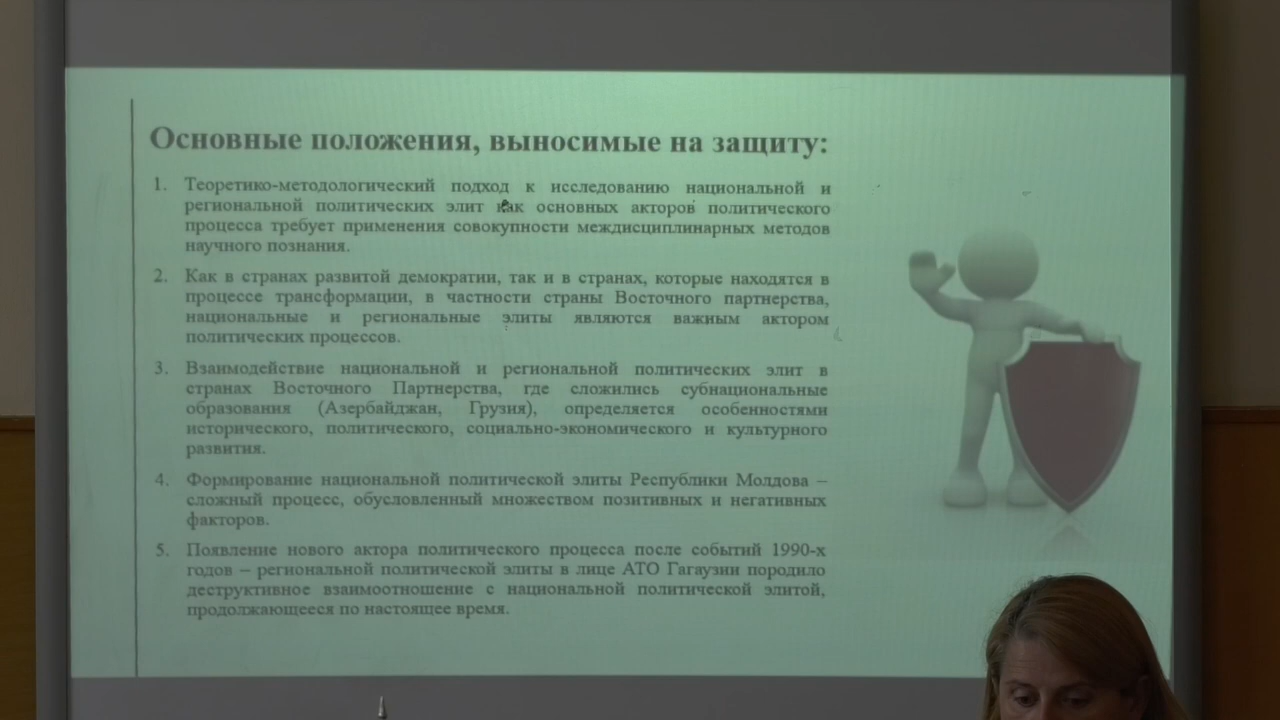 Основные положения, выносимые на защиту:
1. Теоретико-методологический подход к исследованию национальной и
региональной политических элит как основных акторов политического
процесса требует применения совокупности междисциплинарных методов
научного познания.
2. Как в странах развитой демократии, так и в странах, которые находятся в
процессе трансформации, в частности страны Восточного партнерства,
национальные и региональные элиты являются важным актором
политических процессов.
3. Взаимодействие национальной и региональной политических элит в
странах Восточного Партнерства, где сложились субнациональные
образования (Азербайджан, Грузия), определяется особенностями
исторического, политического, социально-экономического и культурного
развития.
4. Формирование национальной политической элиты Республики Молдова –
сложный процесс, обусловленный множеством позитивных и негативных
факторов.
5. Появление нового актора политического процесса после событий 1990-х
годов – региональной политической элиты в лице АТО Гагаузии породило
деструктивное взаимоотношение с национальной политической элитой,
продолжающееся по настоящее время.